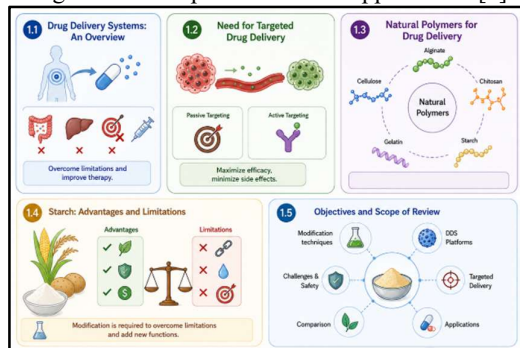 1.1
Drug Delivery Systems:
An Overview
Overcome limitations and
improve therapy.
1.2
Need for Targeted
Drug Delivery
Passive Targeting
Active Targeting
Maximize efficacy,
minimize side effects.
1.3
Natural Polymers for
Drug Delivery
Alginate
Cellulose
Chitosan
Natural
Polymers
Gelatin
Starch
1.4
Starch: Advantages and Limitations
Advantages
Limitations
Modification is required to overcome limitations
and add new functions.
1.5
Objectives and Scope of Review
Modification
techniques
DDS
Platforms
Challenges &
Safety
Targeted
Delivery
Comparison
Applications